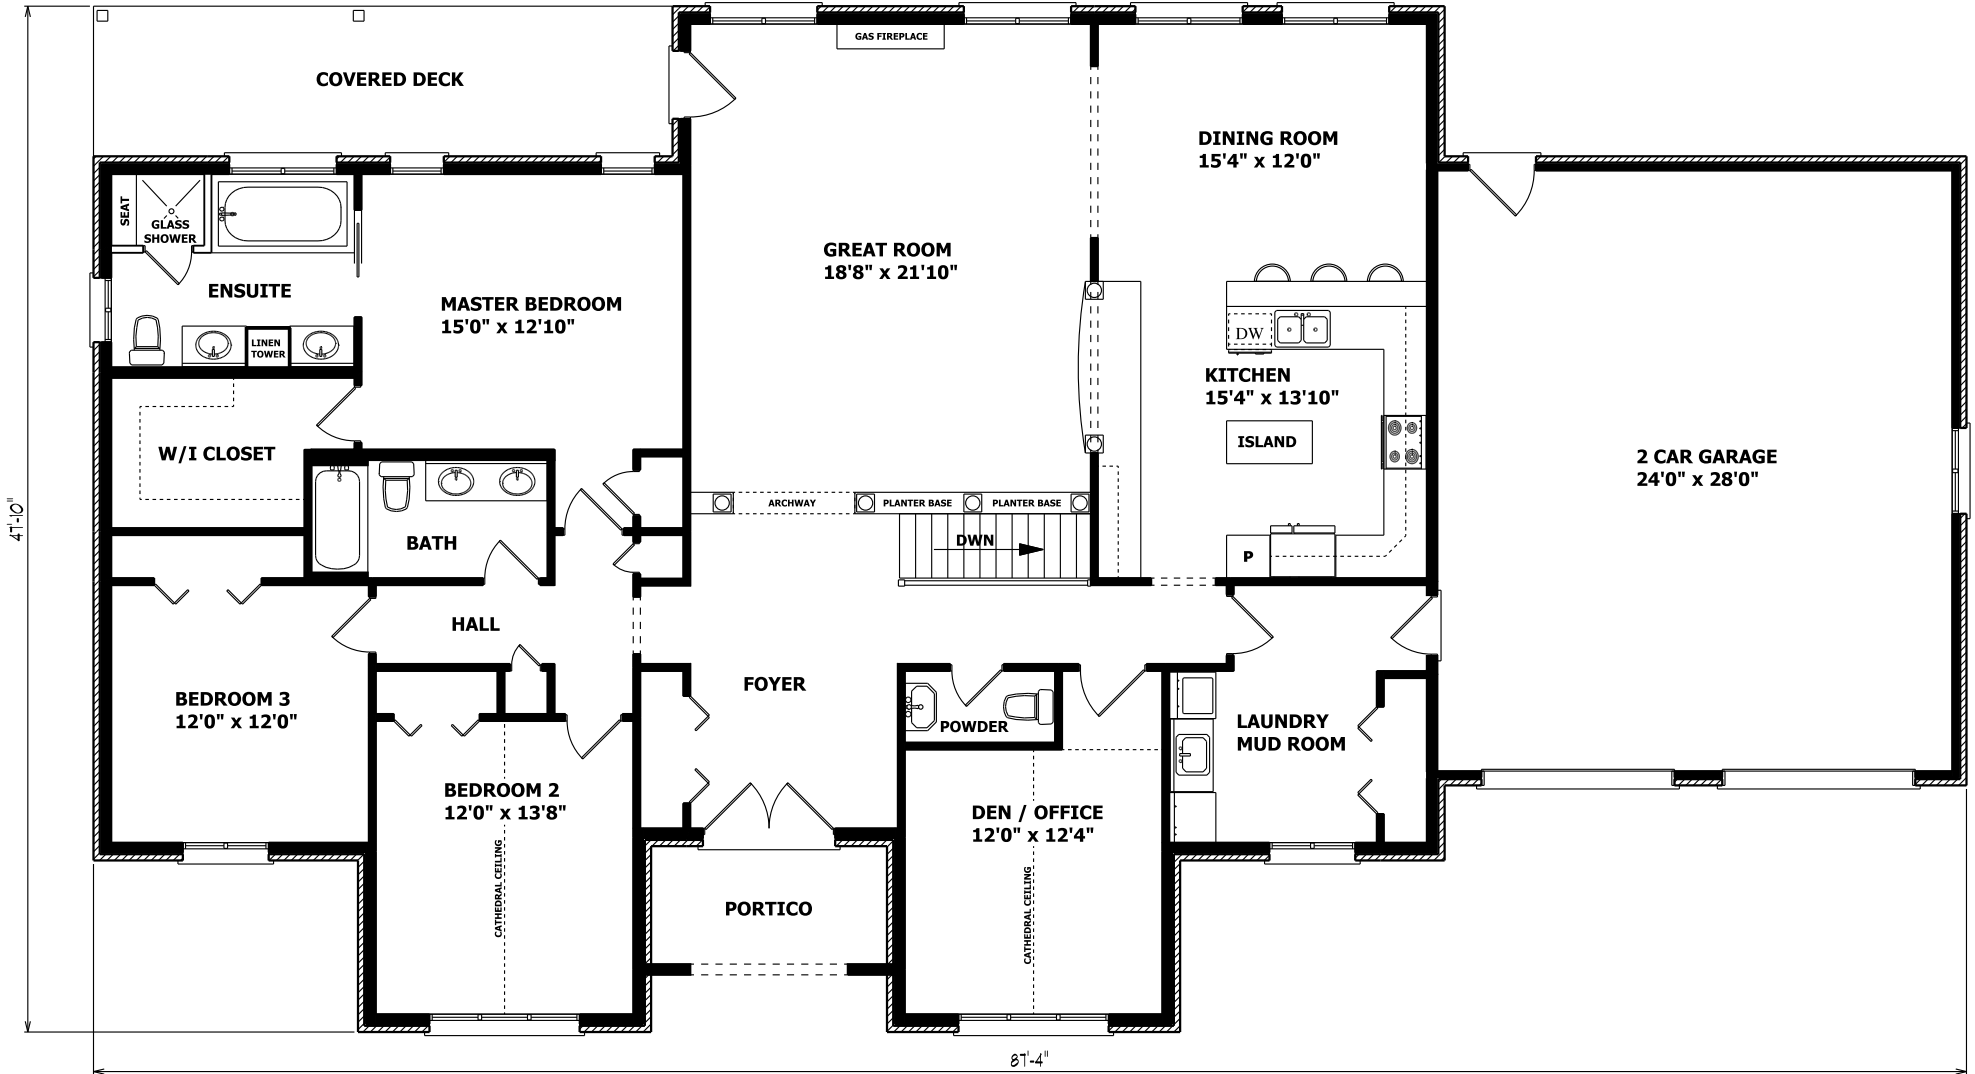 GAS FIREPLACE
COVERED DECK
DINING ROOM
15'4" x 12'0"
SEAT
GLASS
SHOWER
GREAT ROOM
18'8" x 21'10"
ENSUITE
MASTER BEDROOM
15'0" x 12'10"
DW
LINEN
TOWER
KITCHEN
15'4" x 13'10"
ISLAND
W/I CLOSET
2 CAR GARAGE
24'0" x 28'0"
ARCHWAY
PLANTER BASE
PLANTER BASE
47'-10"
BATH
DWN
P
HALL
FOYER
BEDROOM 3
12'0" x 12'0"
POWDER
LAUNDRY
MUD ROOM
BEDROOM 2
12'0" x 13'8"
DEN / OFFICE
12'0" x 12'4"
CATHEDRAL CEILING
CATHEDRAL CEILING
PORTICO
87'-4"